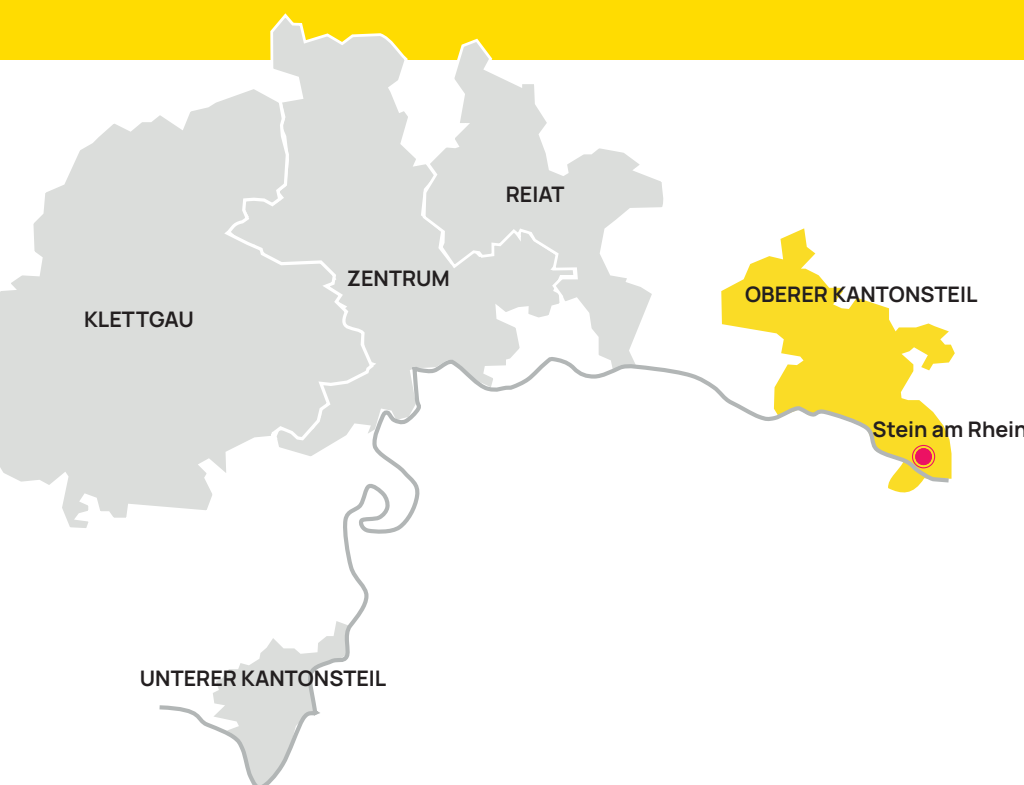 REIAT
ZENTRUM
OBERER KANTONSTEIL
KLETTGAU
Stein am Rhein
UNTERER KANTONSTEIL